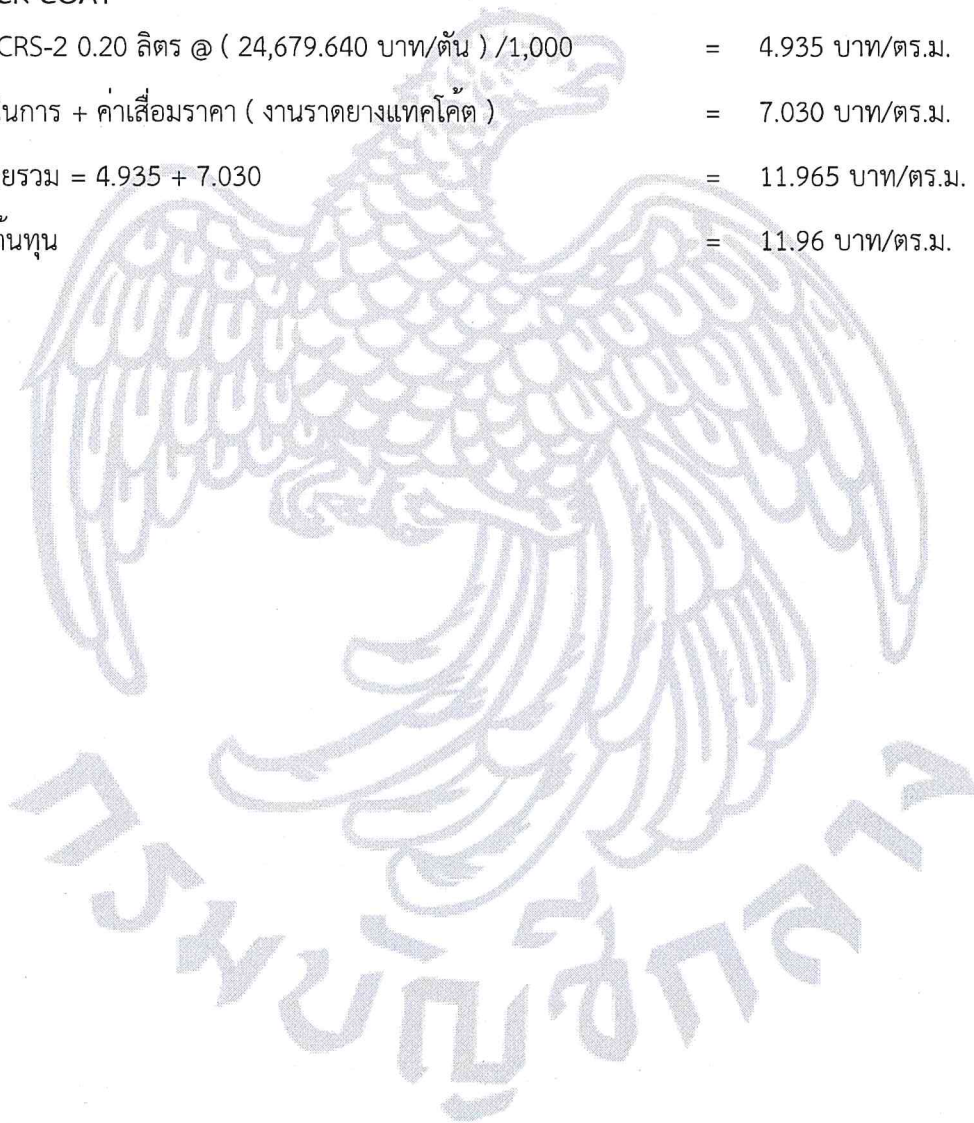 CK COAT
CRS-2 0.20 ลิตร @ ( 24,679.640 บาท/ตัน ) /1,000 = 4.935 บาท/ตร.ม.
นการ + ค่าเสื่อมราคา ( งานราดยางแทคโค้ต ) = 7.030 บาท/ตร.ม.
ยรวม = 4.935 + 7.030 = 11.965 บาท/ตร.ม.
้นทุน = 11.96 บาท/ตร.ม.
กรมบัญชีกลาง